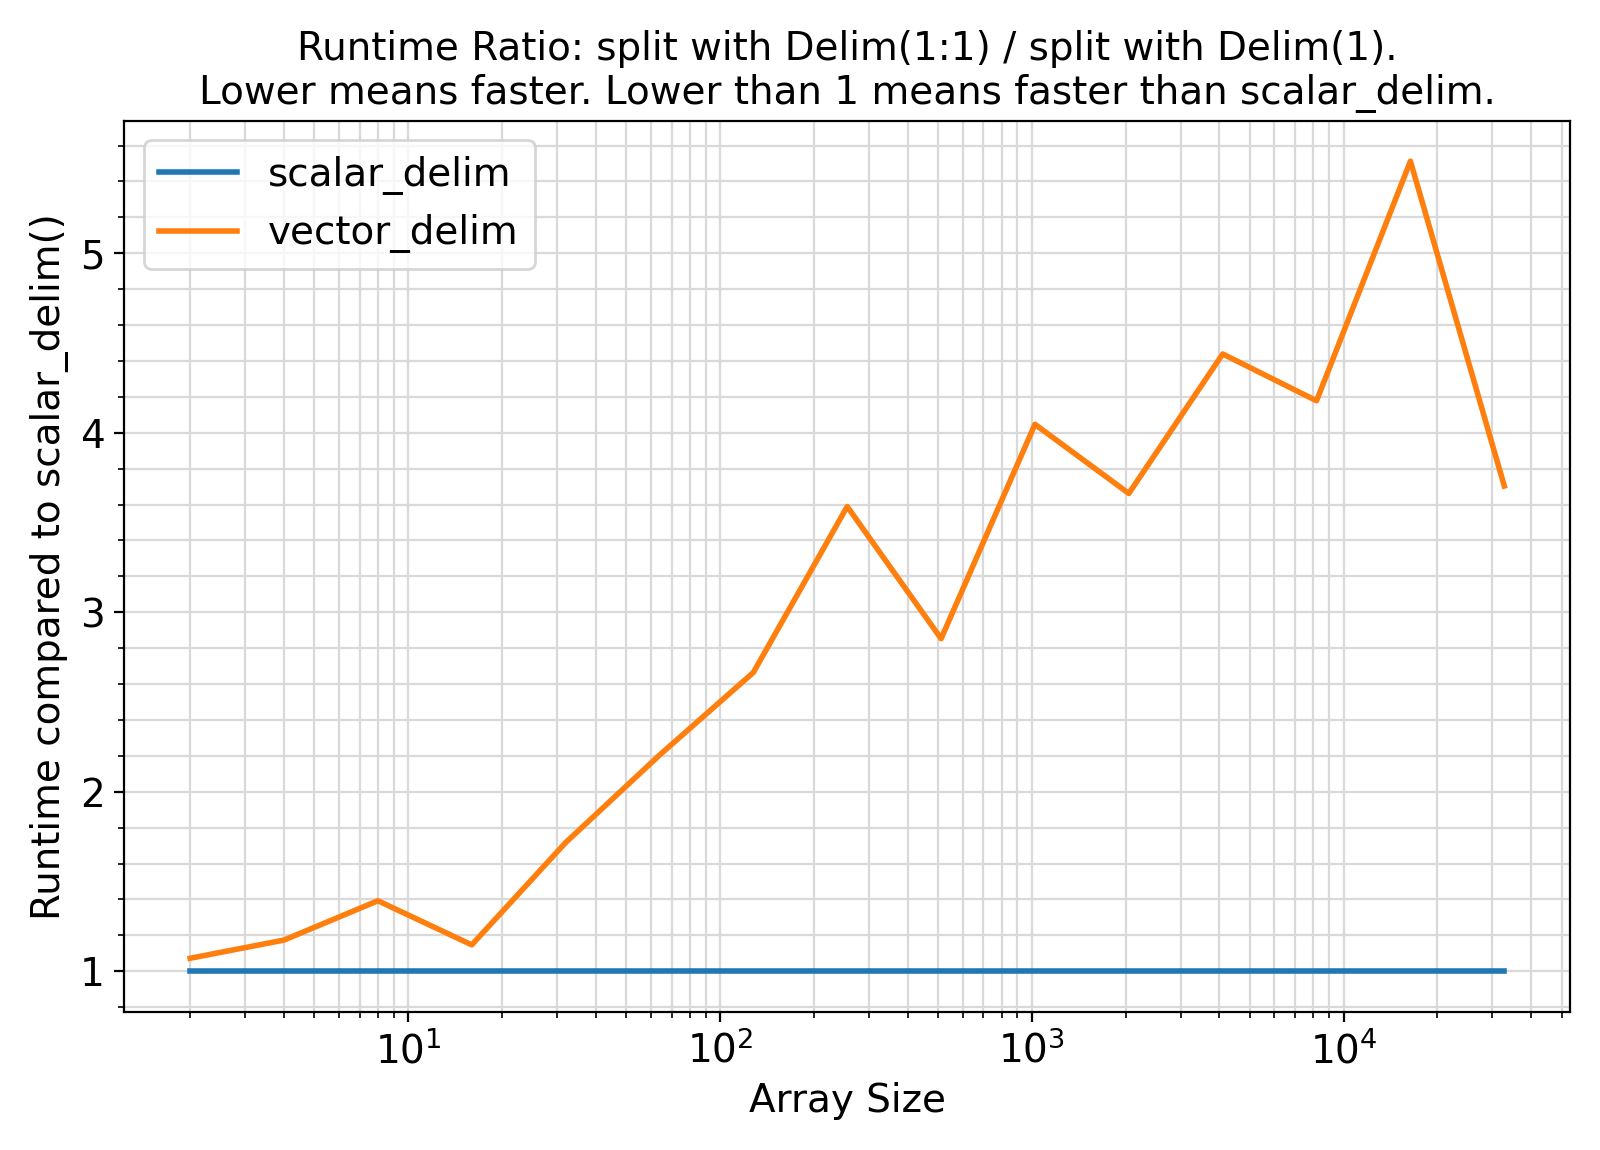 Runtime Ratio: split with Delim(1:1) / split with Delim(1).
Lower means faster. Lower than 1 means faster than scalar_delim.
scalar_delim
vector_delim
Runtime compared to scalar_delim()
5
4
3
2
1
10¹ 10² 10³ 10⁴
Array Size